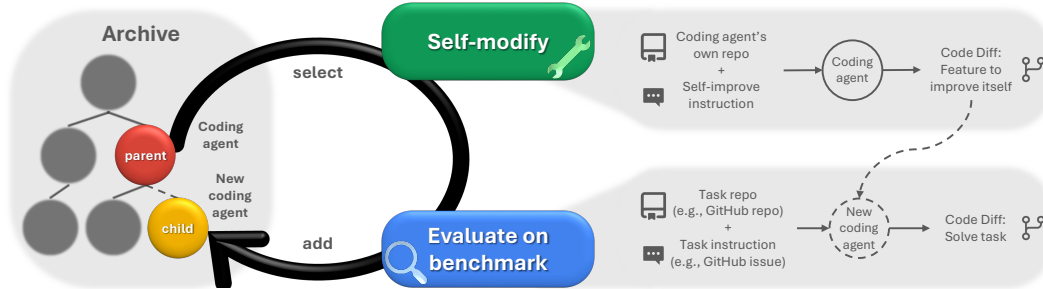 Archive
parent
child
Coding
agent
New
coding
agent
select
add
Self-modify
Evaluate on
benchmark
Coding agent's
own repo
+
Self-improve
instruction
Coding
agent
Code Diff:
Feature to
improve itself
Task repo
(e.g., GitHub repo)
+
Task instruction
(e.g., GitHub issue)
New
coding
agent
Code Diff:
Solve task